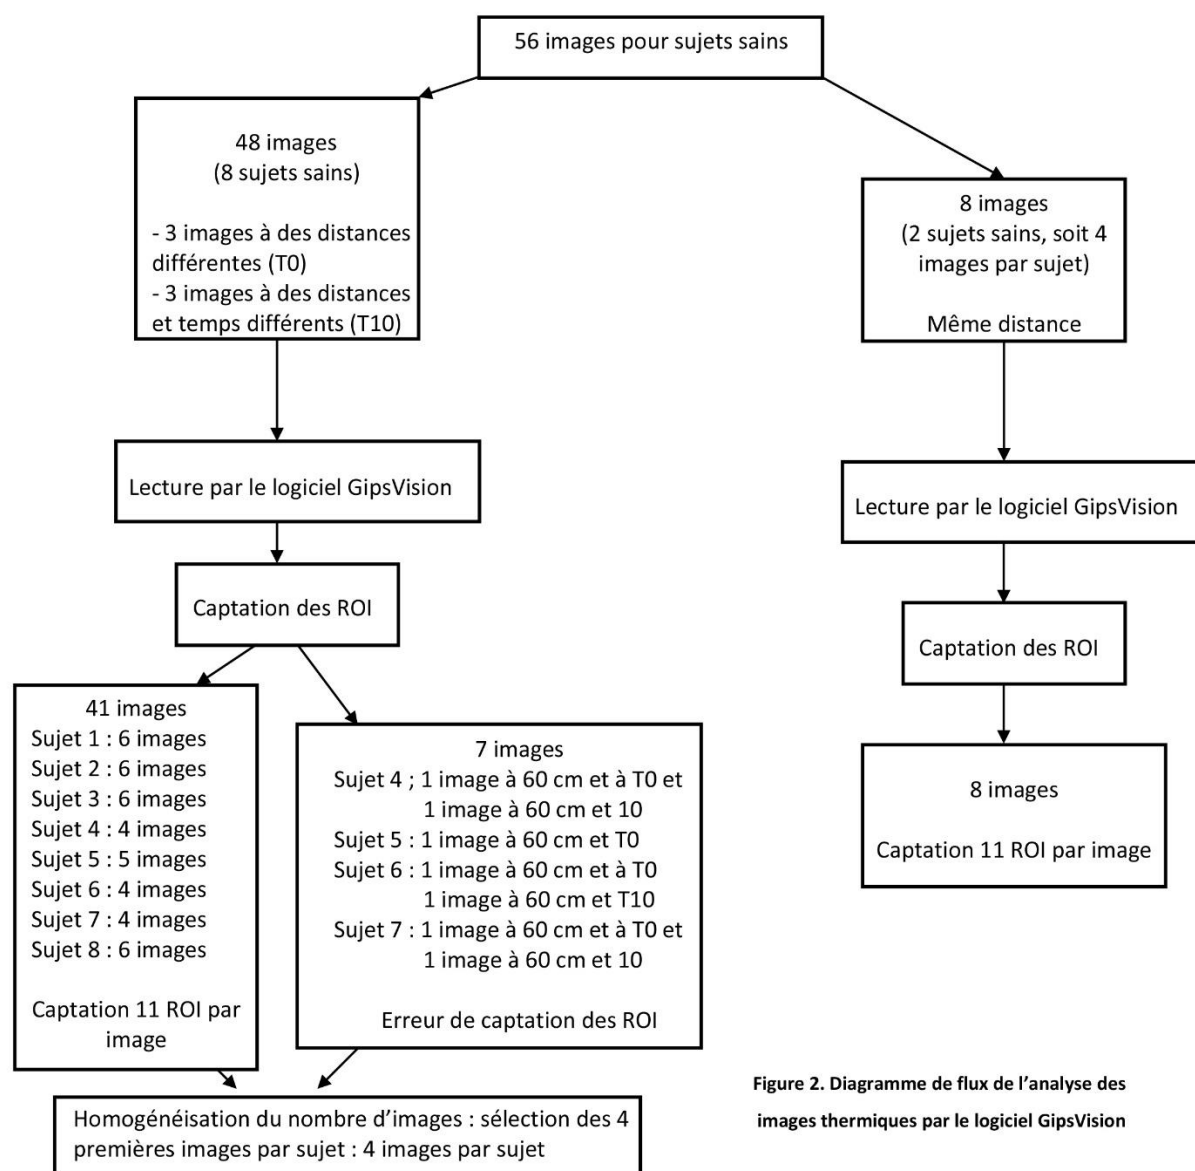 56 images pour sujets sains
48 images
(8 sujets sains)
- 3 images à des distances
différentes (T0)
- 3 images à des distances
et temps différents (T10)
8 images
(2 sujets sains, soit 4
images par sujet)
Même distance
Lecture par le logiciel GipsVision
Lecture par le logiciel GipsVision
Captation des ROI
Captation des ROI
41 images
Sujet 1 : 6 images
Sujet 2 : 6 images
Sujet 3 : 6 images
Sujet 4 : 4 images
Sujet 5 : 5 images
Sujet 6 : 4 images
Sujet 7 : 4 images
Sujet 8 : 6 images
Captation 11 ROI par
image
7 images
Sujet 4 ; 1 image à 60 cm et à T0 et
1 image à 60 cm et 10
Sujet 5 : 1 image à 60 cm et T0
Sujet 6 : 1 image à 60 cm et à T0
1 image à 60 cm et T10
Sujet 7 : 1 image à 60 cm et à T0 et
1 image à 60 cm et 10
Erreur de captation des ROI
8 images
Captation 11 ROI par image
Homogénéisation du nombre d'images : sélection des 4
premières images par sujet : 4 images par sujet
Figure 2. Diagramme de flux de l'analyse des
images thermiques par le logiciel GipsVision